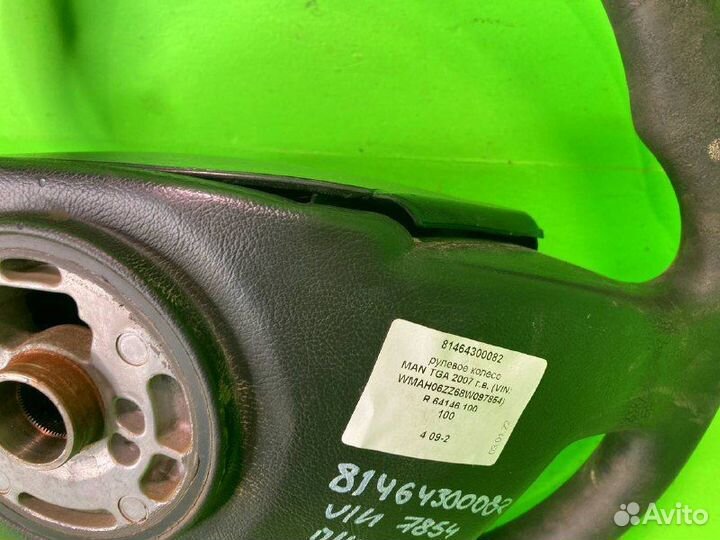 81464300082
рулевое колесо
MAN TGA 2007 г.в. (VIN:
WMAH06ZZ68W097854)
R 64146 100
100
4 09-2
81464300082
VIN 7854
Avito